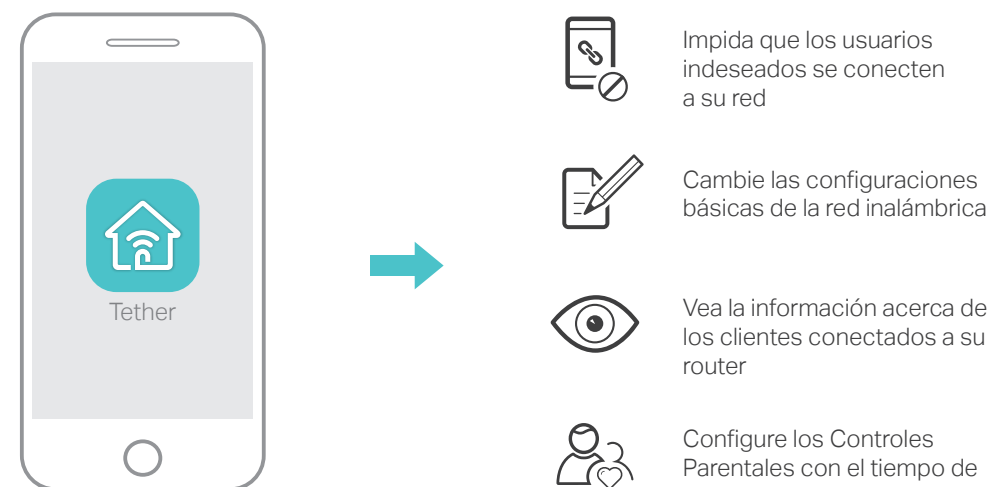 Tether
Impida que los usuarios
indeseados se conecten
a su red
Cambie las configuraciones
básicas de la red inalámbrica
Vea la información acerca de
los clientes conectados a su
router
Configure los Controles
Parentales con el tiempo de